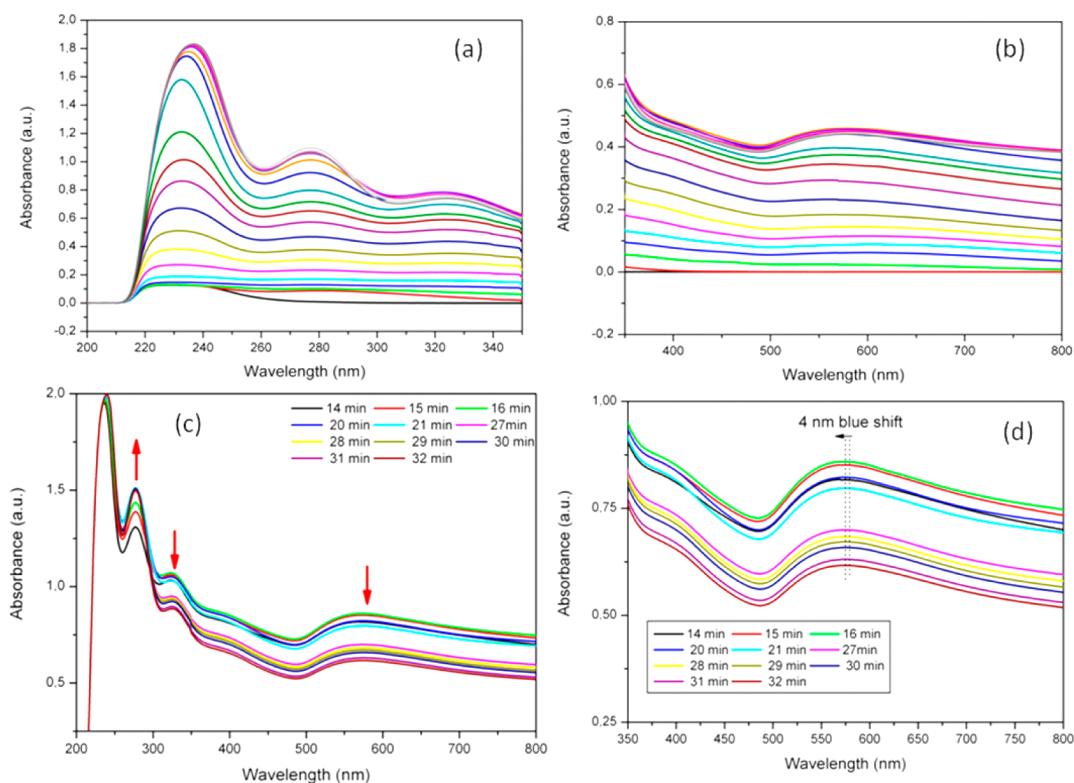 (a)
Absorbance (a.u.)
2.0
1.8
1.6
1.4
1.2
1.0
0.8
0.6
0.4
0.2
0.0
-0.2
200 220 240 260 280 300 320 340
Wavelength (nm)
(b)
Absorbance (a.u.)
0.8
0.6
0.4
0.2
0.0
-0.2
400 500 600 700 800
Wavelength (nm)
(c)
Absorbance (a.u.)
2.0
1.5
1.0
0.5
14 min 15 min 16 min
20 min 21 min 27min
28 min 29 min 30 min
31 min 32 min
200 300 400 500 600 700 800
Wavelength (nm)
(d)
4 nm blue shift
Absorbance (a.u.)
1.00
0.75
0.50
0.25
14 min 15 min 16 min
20 min 21 min 27min
28 min 29 min 30 min
31 min 32 min
350 400 450 500 550 600 650 700 750 800
Wavelength (nm)